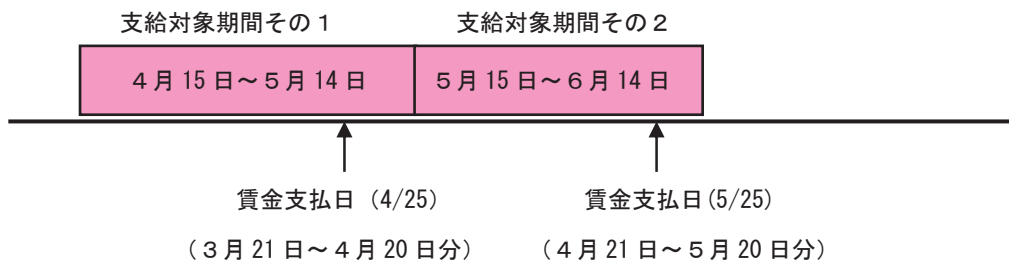 支給対象期間その１ 支給対象期間その２
４月 15 日～５月 14 日 ５月 15 日～６月 14 日
賃金支払日（4/25） 賃金支払日(5/25)
（３月 21 日～４月 20 日分） （４月 21 日～５月 20 日分）